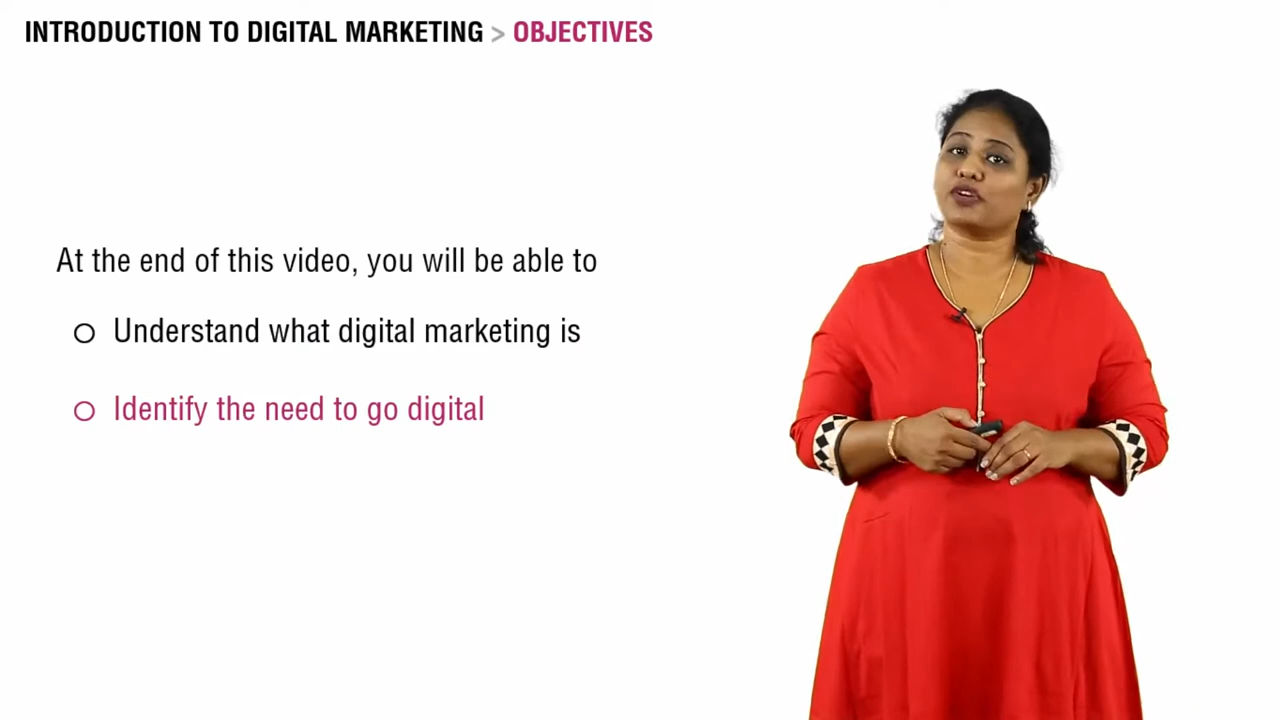 INTRODUCTION TO DIGITAL MARKETING > OBJECTIVES
At the end of this video, you will be able to
Understand what digital marketing is
Identify the need to go digital